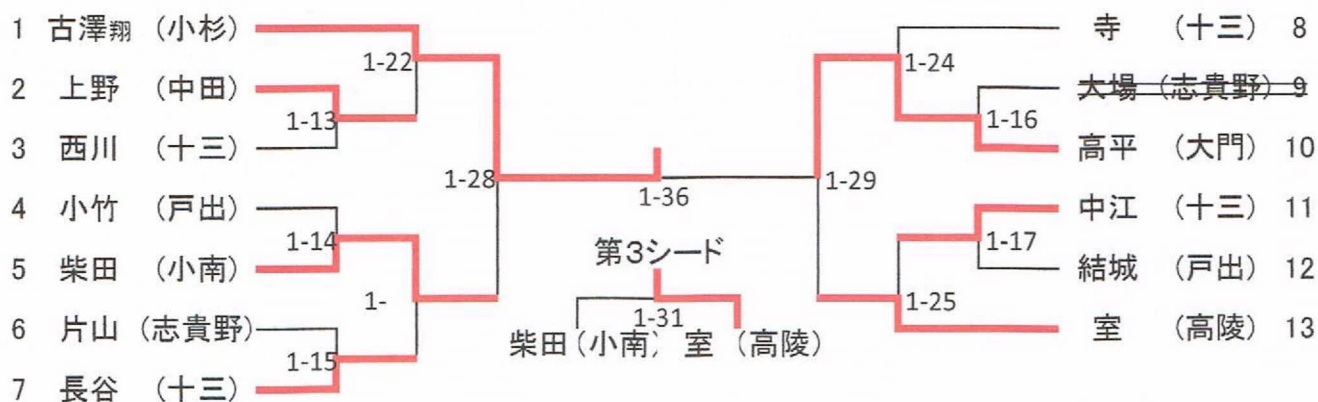 1 古澤翔 (小杉)
1-22
2 上野 (中田)
1-13
3 西川 (十三)
1-28
4 小竹 (戸出)
1-14
5 柴田 (小南)
1-
6 片山 (志貴野)
1-15
7 長谷 (十三)
1-36
第3シード
1-31
柴田(小南) 室 (高陵)
寺 (十三) 8
1-24
大場 (志貴野) 9
1-16
高平 (大門) 10
1-29
中江 (十三) 11
1-17
結城 (戸出) 12
1-25
室 (高陵) 13